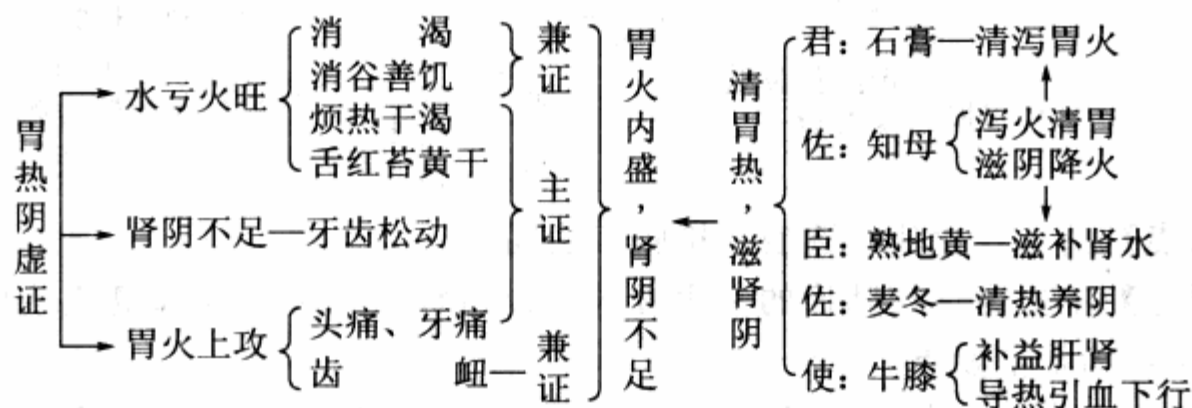 胃热阴虚证
水亏火旺
消 渴
消谷善饥
烦热干渴
舌红苔黄干
肾阴不足—牙齿松动
胃火上攻
头痛、牙痛
齿 衄—
兼证
主证
兼证
胃火内盛，肾阴不足
清胃热，滋肾阴
君：石膏—清泻胃火
佐：知母
泻火清胃
滋阴降火
臣：熟地黄—滋补肾水
佐：麦冬—清热养阴
使：牛膝
补益肝肾
导热引血下行